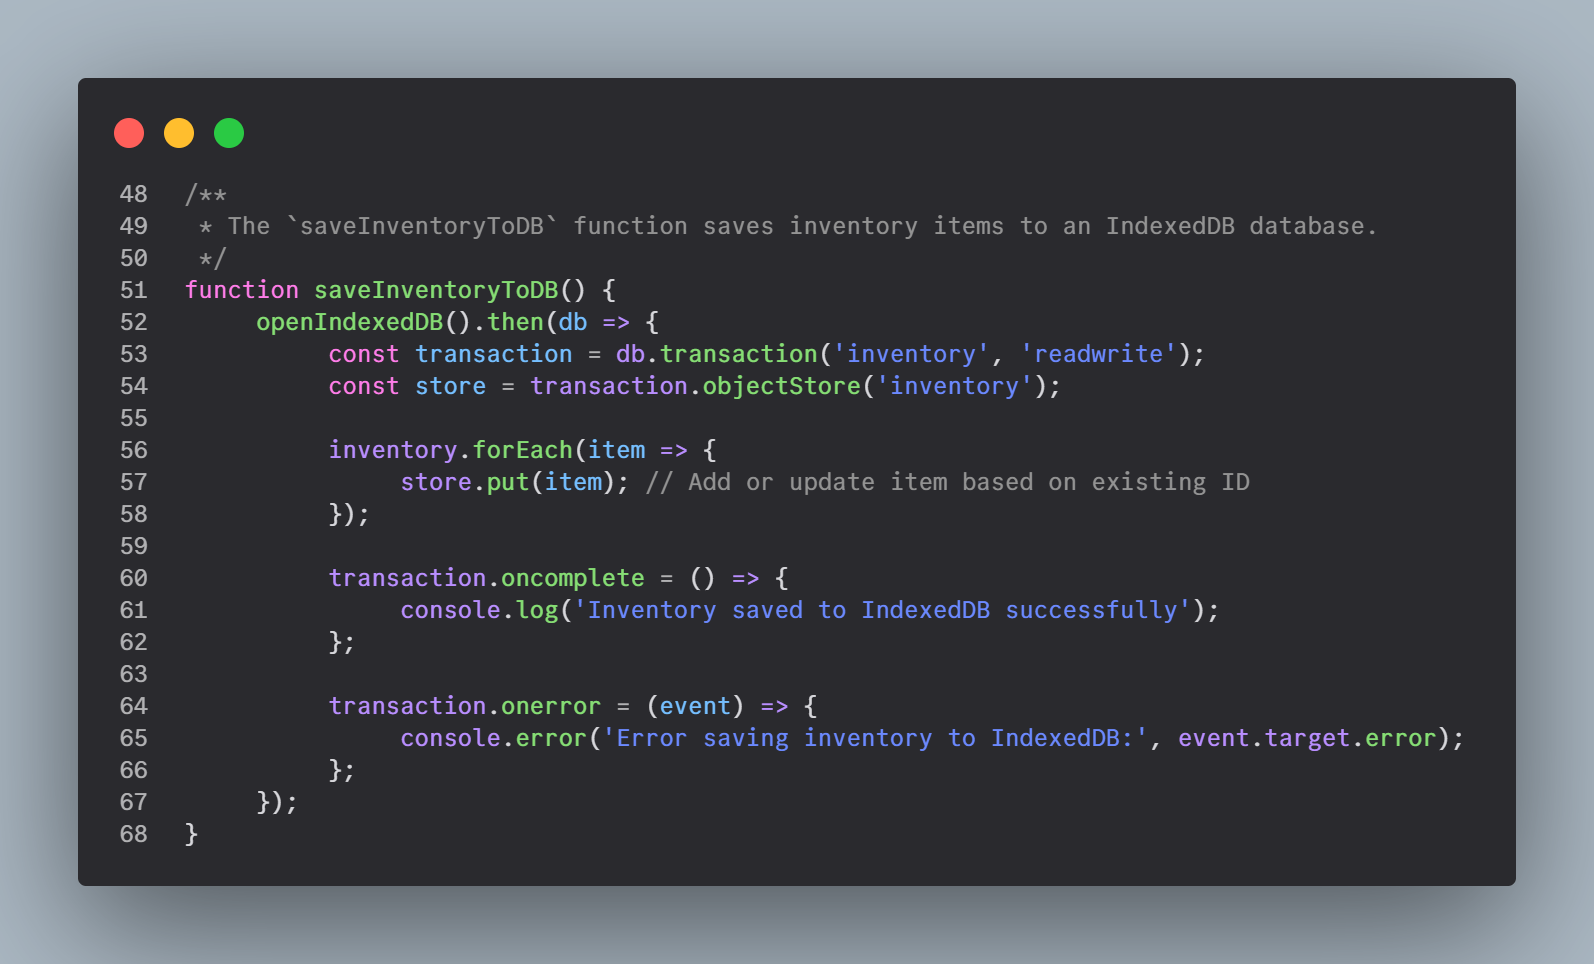 48 /**
49  * The `saveInventoryToDB` function saves inventory items to an IndexedDB database.
50  */
51 function saveInventoryToDB() {
52      openIndexedDB().then(db => {
53           const transaction = db.transaction('inventory', 'readwrite');
54           const store = transaction.objectStore('inventory');
55
56           inventory.forEach(item => {
57                store.put(item); // Add or update item based on existing ID
58           });
59
60           transaction.oncomplete = () => {
61                console.log('Inventory saved to IndexedDB successfully');
62           };
63
64           transaction.onerror = (event) => {
65                console.error('Error saving inventory to IndexedDB:', event.target.error);
66           };
67      });
68 }